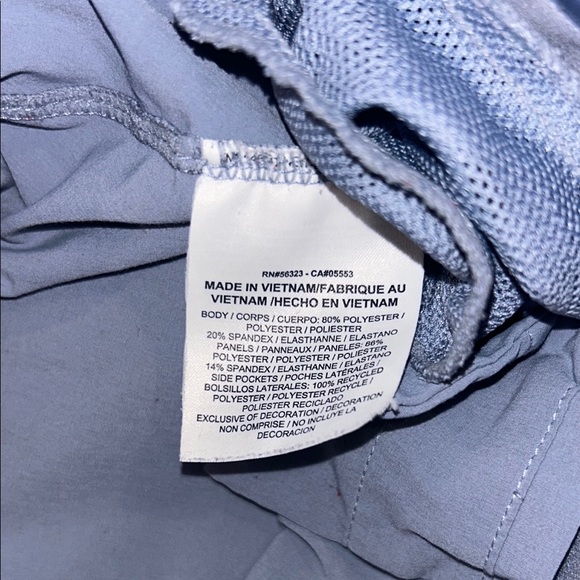 RN#56323 - CA#05553
MADE IN VIETNAM/FABRIQUE AU
VIETNAM /HECHO EN VIETNAM
BODY / CORPS / CUERPO: 80% POLYESTER /
POLYESTER / POLIESTER
20% SPANDEX / ELASTHANNE / ELASTANO
PANELS / PANNEAUX / PANELES: 86%
POLYESTER / POLYESTER / POLIESTER
14% SPANDEX / ELASTHANNE / ELASTANO
SIDE POCKETS / POCHES LATÉRALES /
BOLSILLOS LATERALES: 100% RECYCLED
POLYESTER / POLYESTER RECYCLE /
POLIESTER RECICLADO
EXCLUSIVE OF DECORATION / DECORATION
NON COMPRISE / NO INCLUYE LA
DECORACION